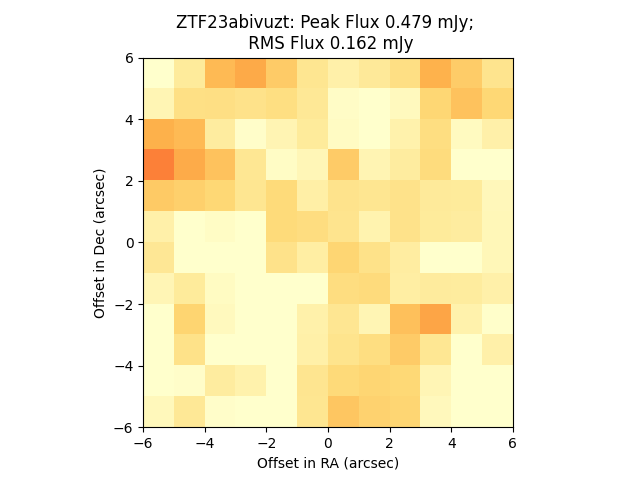 ZTF23abivuzt: Peak Flux 0.479 mJy;
RMS Flux 0.162 mJy
6
4
2
0
−2
−4
−6
Offset in Dec (arcsec)
−6 −4 −2 0 2 4 6
Offset in RA (arcsec)